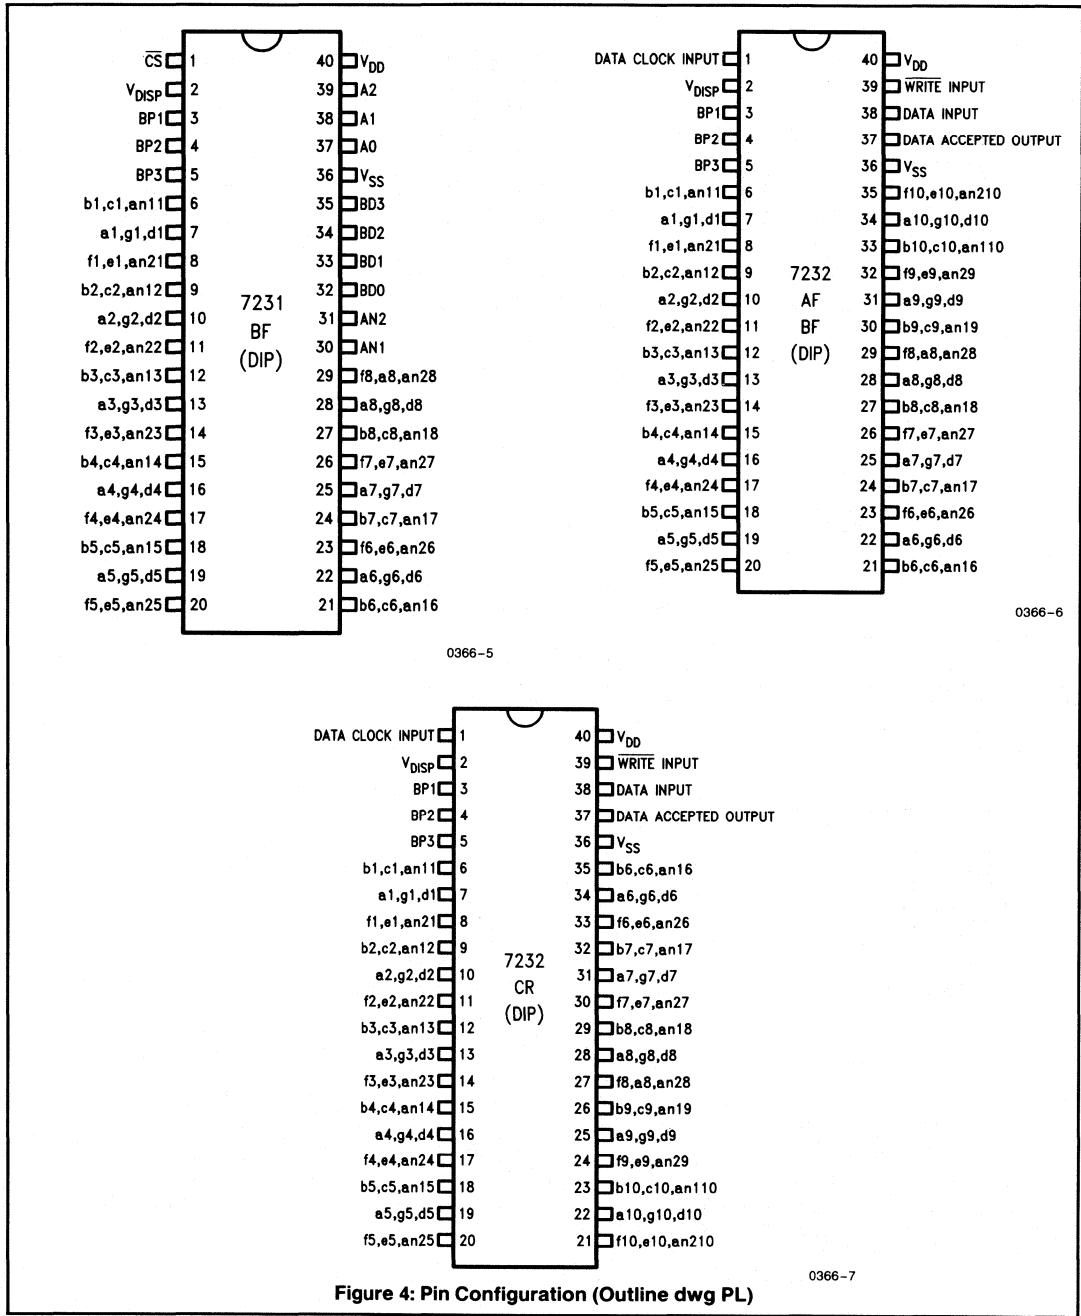 CS 1 40 VDD
VDISP 2 39 A2
BP1 3 38 A1
BP2 4 37 A0
BP3 5 36 VSS
b1,c1,an11 6 35 BD3
a1,g1,d1 7 34 BD2
f1,e1,an21 8 33 BD1
b2,c2,an12 9 32 BD0
a2,g2,d2 10 31 AN2
f2,e2,an22 11 30 AN1
b3,c3,an13 12 29 f8,a8,an28
a3,g3,d3 13 28 a8,g8,d8
f3,e3,an23 14 27 b8,c8,an18
b4,c4,an14 15 26 f7,e7,an27
a4,g4,d4 16 25 a7,g7,d7
f4,e4,an24 17 24 b7,c7,an17
b5,c5,an15 18 23 f6,e6,an26
a5,g5,d5 19 22 a6,g6,d6
f5,e5,an25 20 21 b6,c6,an16
7231
BF
(DIP)
0366-5
DATA CLOCK INPUT 1 40 VDD
VDISP 2 39 WRITE INPUT
BP1 3 38 DATA INPUT
BP2 4 37 DATA ACCEPTED OUTPUT
BP3 5 36 VSS
b1,c1,an11 6 35 f10,e10,an210
a1,g1,d1 7 34 a10,g10,d10
f1,e1,an21 8 33 b10,c10,an110
b2,c2,an12 9 32 f9,e9,an29
a2,g2,d2 10 31 a9,g9,d9
f2,e2,an22 11 30 b9,c9,an19
b3,c3,an13 12 29 f8,a8,an28
a3,g3,d3 13 28 a8,g8,d8
f3,e3,an23 14 27 b8,c8,an18
b4,c4,an14 15 26 f7,e7,an27
a4,g4,d4 16 25 a7,g7,d7
f4,e4,an24 17 24 b7,c7,an17
b5,c5,an15 18 23 f6,e6,an26
a5,g5,d5 19 22 a6,g6,d6
f5,e5,an25 20 21 b6,c6,an16
7232
AF
BF
(DIP)
0366-6
DATA CLOCK INPUT 1 40 VDD
VDISP 2 39 WRITE INPUT
BP1 3 38 DATA INPUT
BP2 4 37 DATA ACCEPTED OUTPUT
BP3 5 36 VSS
b1,c1,an11 6 35 b6,c6,an16
a1,g1,d1 7 34 a6,g6,d6
f1,e1,an21 8 33 f6,e6,an26
b2,c2,an12 9 32 b7,c7,an17
a2,g2,d2 10 31 a7,g7,d7
f2,e2,an22 11 30 f7,e7,an27
b3,c3,an13 12 29 b8,c8,an18
a3,g3,d3 13 28 a8,g8,d8
f3,e3,an23 14 27 f8,a8,an28
b4,c4,an14 15 26 b9,c9,an19
a4,g4,d4 16 25 a9,g9,d9
f4,e4,an24 17 24 f9,e9,an29
b5,c5,an15 18 23 b10,c10,an110
a5,g5,d5 19 22 a10,g10,d10
f5,e5,an25 20 21 f10,e10,an210
7232
CR
(DIP)
0366-7
Figure 4: Pin Configuration (Outline dwg PL)